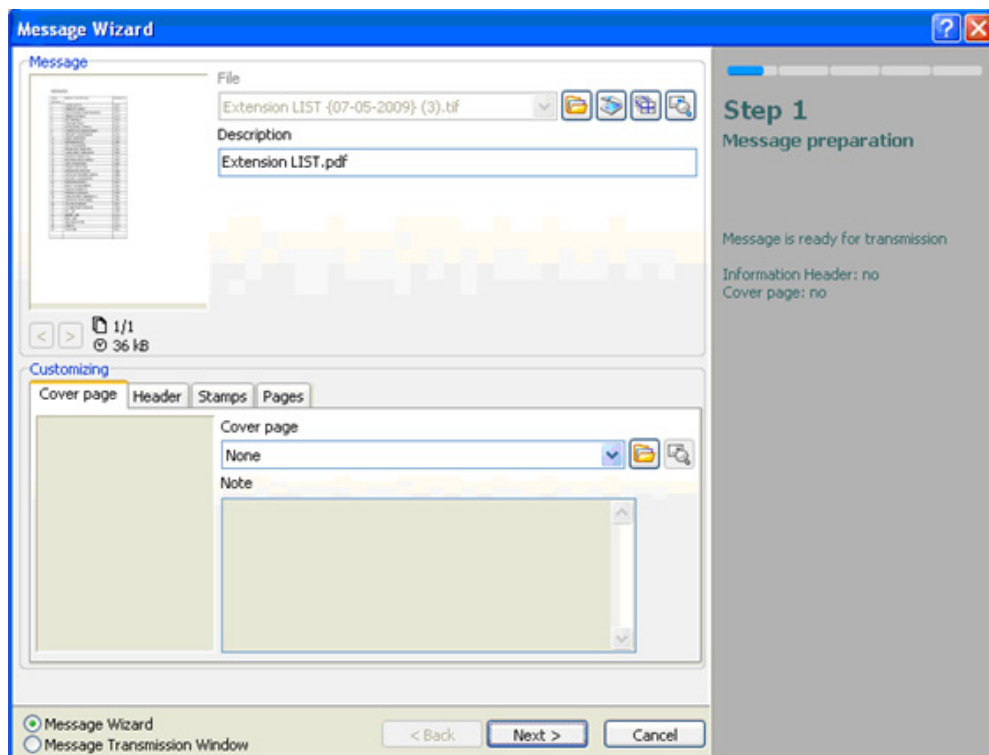 Message Wizard
Message
File
Extension LIST {07-05-2009} (3).tif
Description
Extension LIST.pdf
< >
1/1
36 kB
Customizing
Cover page Header Stamps Pages
Cover page
None
Note
Message Wizard
Message Transmission Window
< Back Next > Cancel
Step 1
Message preparation
Message is ready for transmission
Information Header: no
Cover page: no